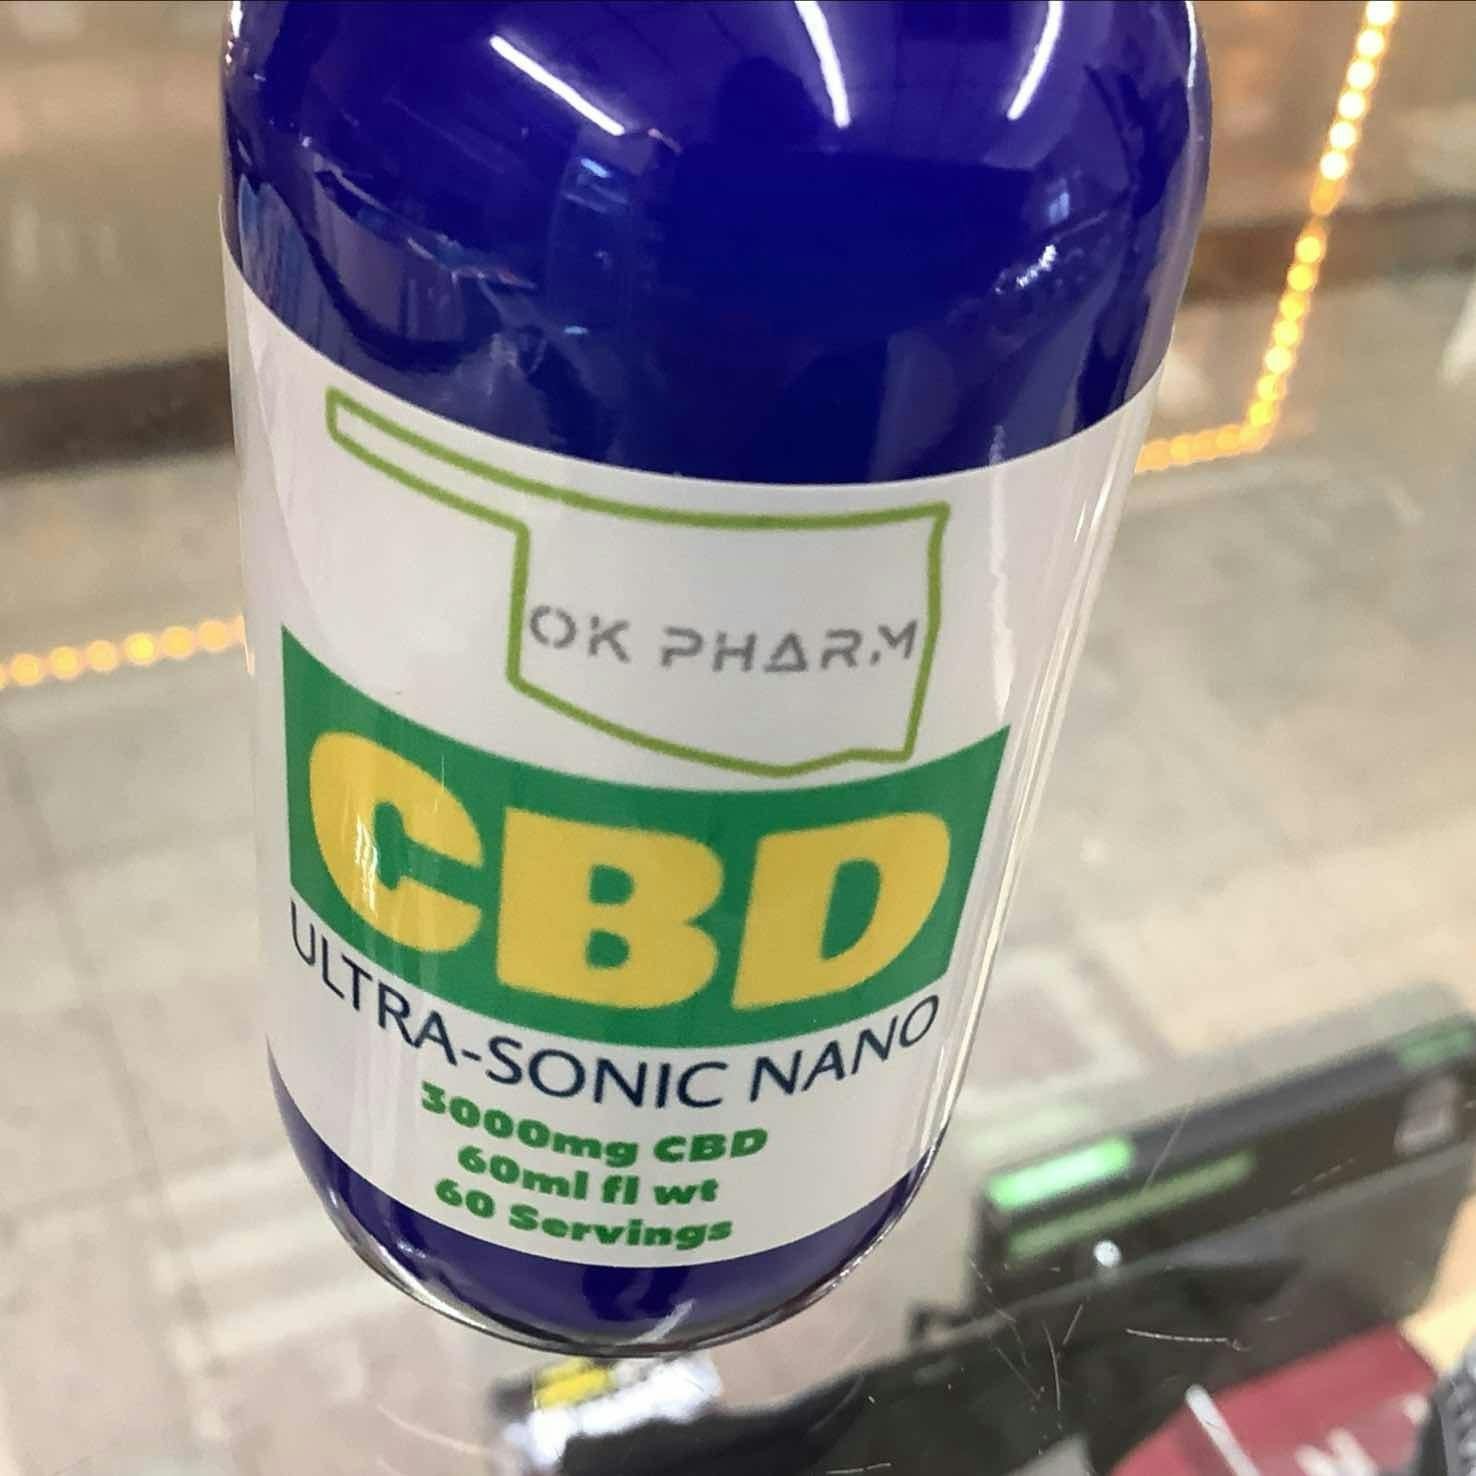 OK PHARM
CBD
ULTRA-SONIC NANO
3000mg CBD
60ml fl wt
60 Servings